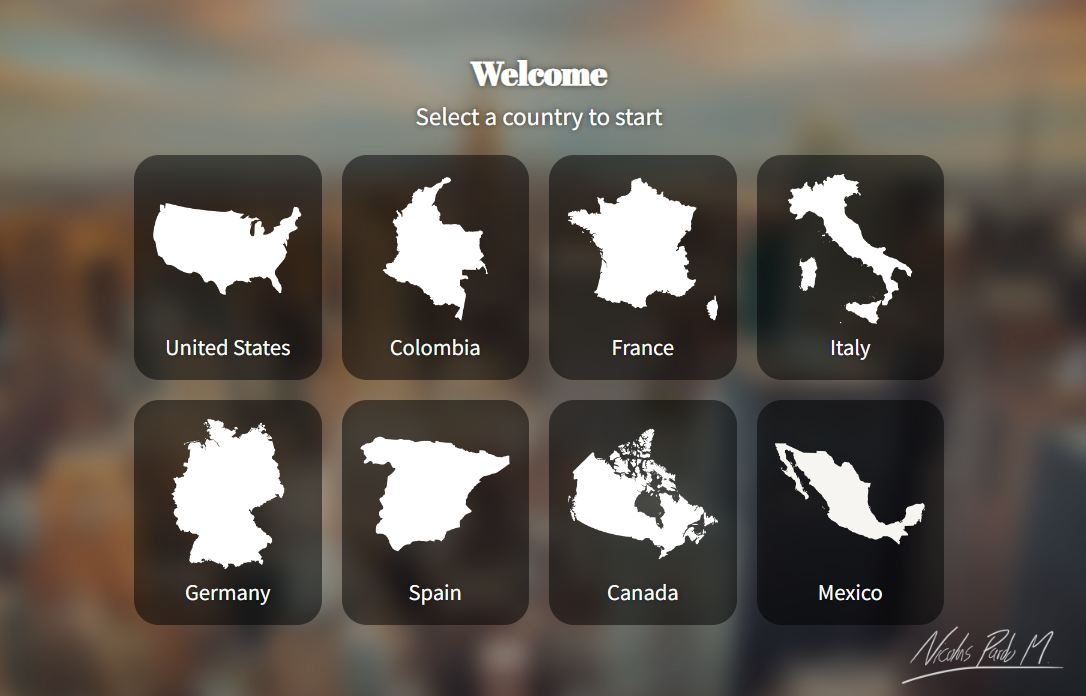 Welcome
Select a country to start
United States
Colombia
France
Italy
Germany
Spain
Canada
Mexico
Nicolas Pardo M